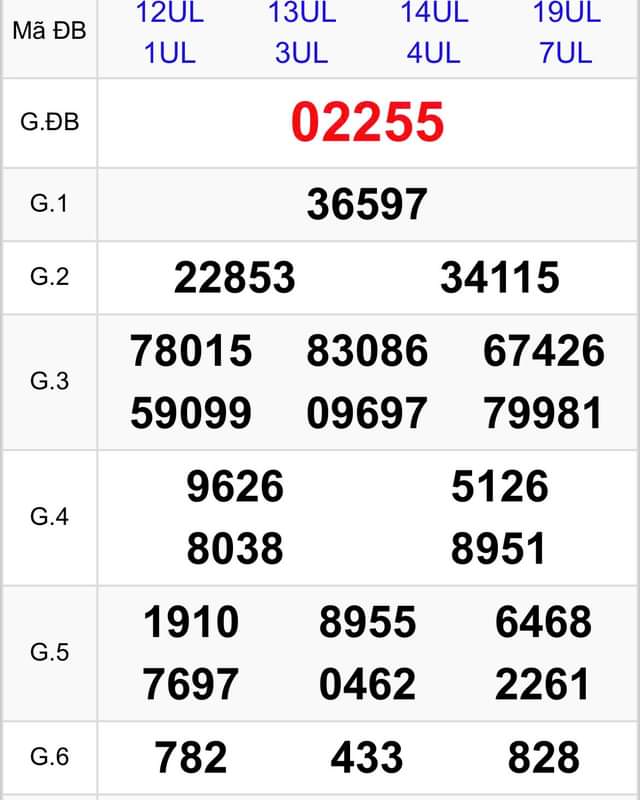 Mã ĐB
12UL 13UL 14UL 19UL
1UL 3UL 4UL 7UL
G.ĐB 02255
G.1 36597
G.2 22853 34115
G.3
78015 83086 67426
59099 09697 79981
G.4
9626 5126
8038 8951
G.5
1910 8955 6468
7697 0462 2261
G.6 782 433 828